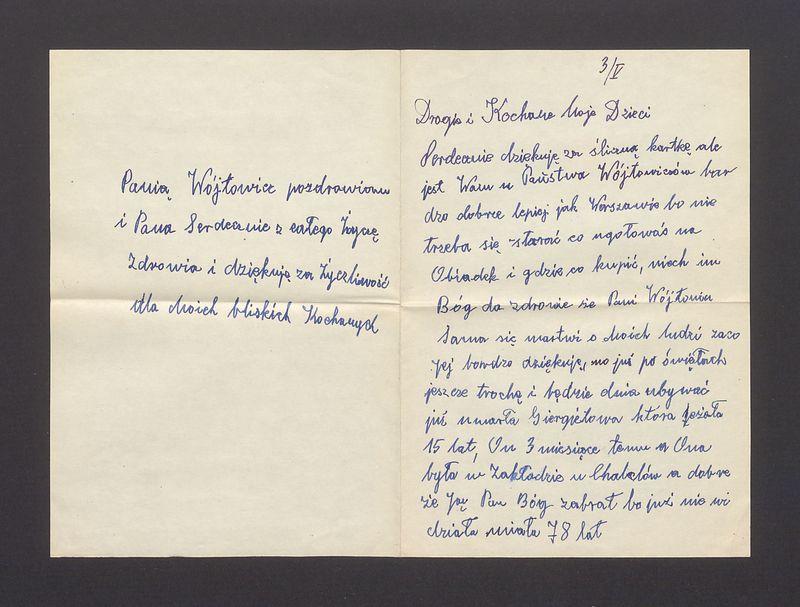 Panią Wójtowicz pozdrawiam
i Pana Serdecznie z całego Życzę
Zdrowia i dziękuję za Życzliwość
dla Moich bliskich Kochanych
3/V
Drogie i Kochane Moje Dzieci
Serdecznie dziękuję za śliczną kartkę ale
jest Wam u Państwa Wójtowiczów bar
dzo dobrze lepiej jak Warszawie bo nie
trzeba się starać co ugotować na
Obiadek i gdzie co kupić, niech im
Bóg da zdrowie że Pani Wójtowicz
Sama się martwi o Moich ludzi zaco
Jej bardzo dziękuję, no już po świętach
jeszcze trochę i będzie dnia ubywać
już umarła która leżała
15 lat, On 3 miesiące temu a Ona
była w Zakładzie u a dobrze
że Ją Pan Bóg zabrał bo już nie wi
działa miała 78 lat